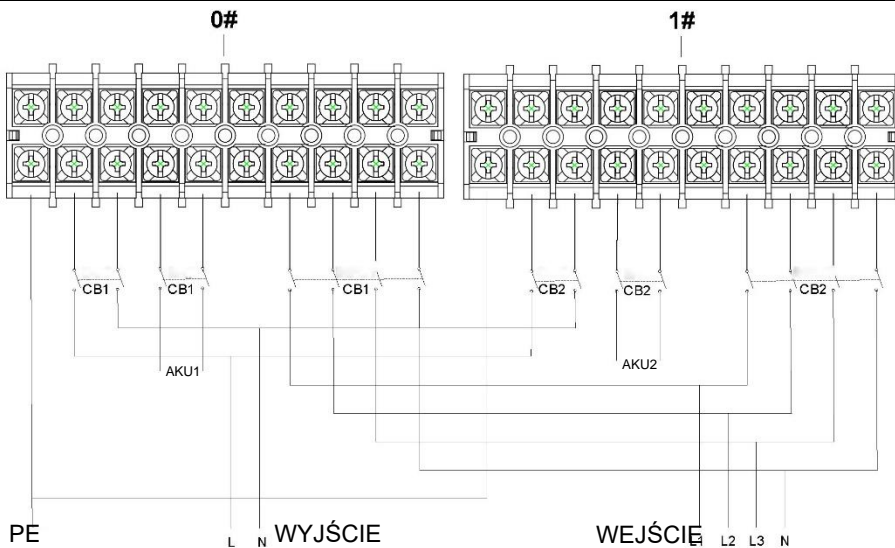 0# 1#
CB1 CB1 CB1 CB2 CB2 CB2
AKU1 AKU2
PE L N WYJŚCIE WEJŚCIE L1 L2 L3 N